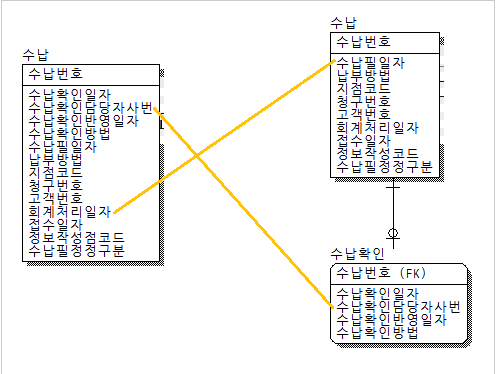 수납
수납번호
수납확인일자
수납확인담당자사번
수납확인반영일자
수납확인방법
수납필일자
납부방법
지점코드
청구번호
고객번호
회계처리일자
접수일자
정보작성점코드
수납필정정구분
수납
수납번호
수납필일자
납부방법
지점코드
청구번호
고객번호
회계처리일자
접수일자
정보작성코드
수납필정정구분
수납확인
수납번호 (FK)
수납확인일자
수납확인담당자사번
수납확인반영일자
수납확인방법